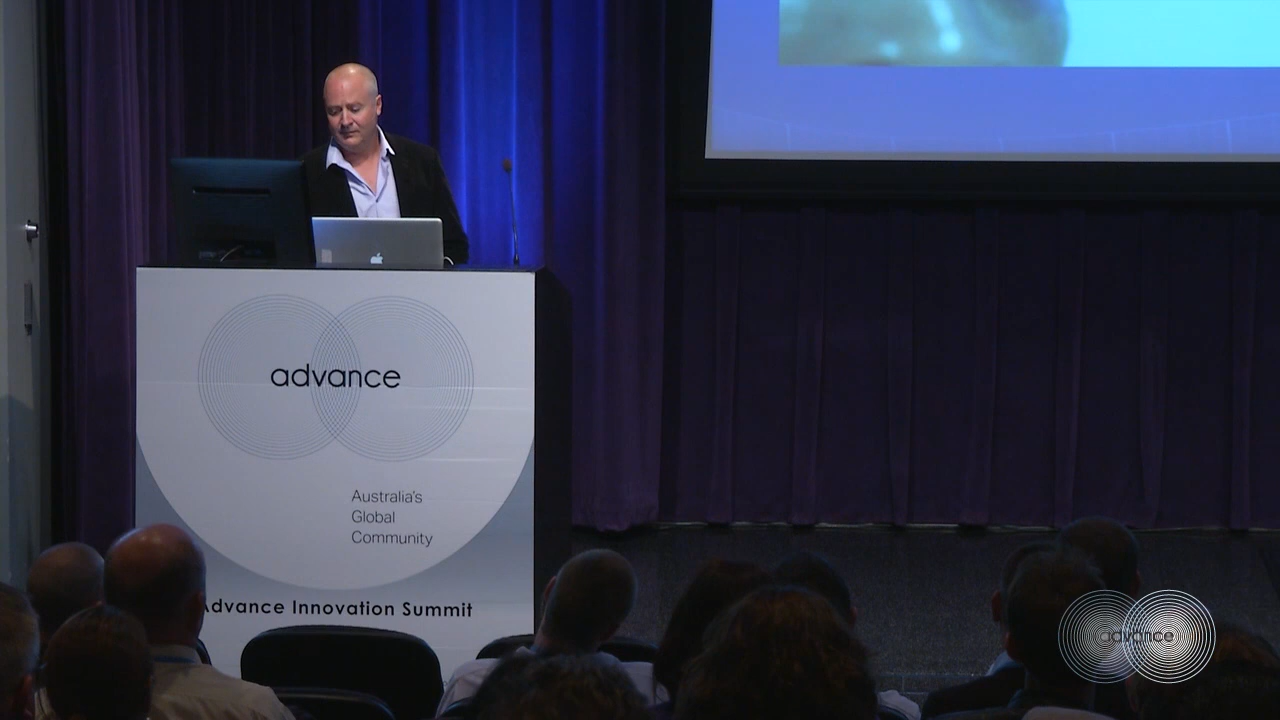 advance
Australia's
Global
Community
Advance Innovation Summit
advance